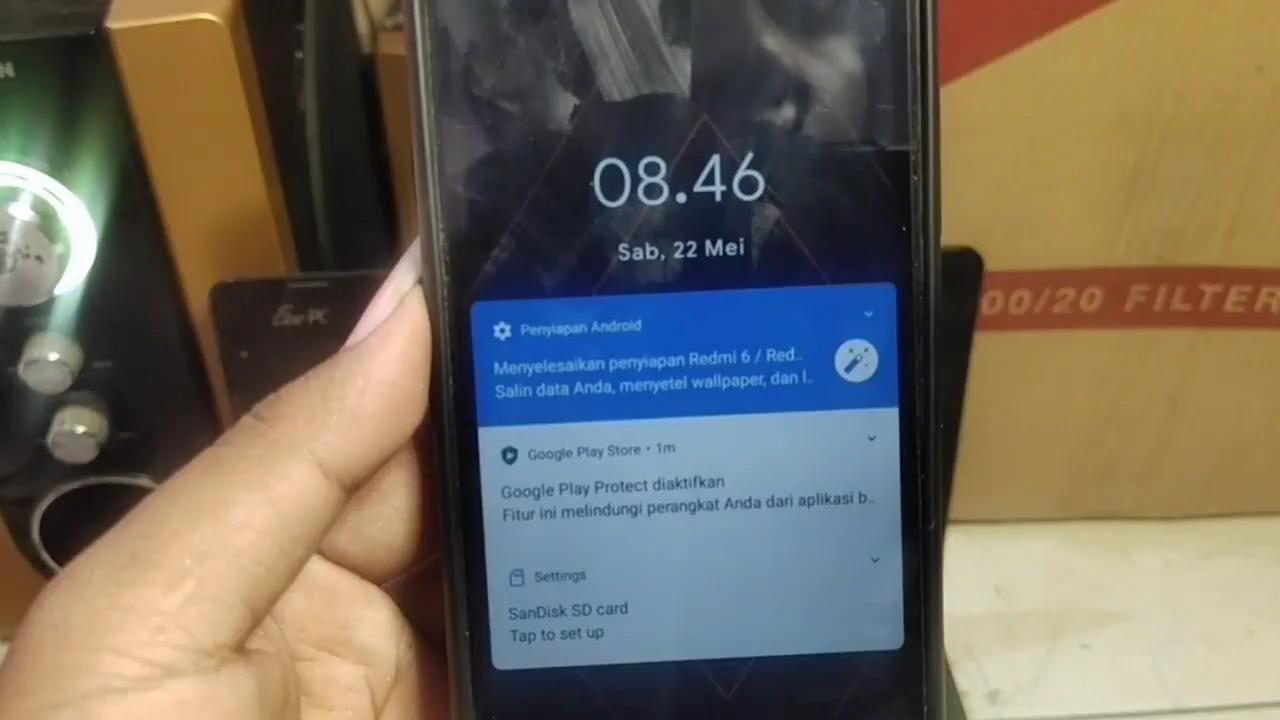 N
08.46
Sab, 22 Mei
Eee PC
Penyiapan Android
Menyelesaikan penyiapan Redmi 6 / Red..
Salin data Anda, menyetel wallpaper, dan l..
Google Play Store • 1m
Google Play Protect diaktifkan
Fitur ini melindungi perangkat Anda dari aplikasi b..
Settings
SanDisk SD card
Tap to set up
00/20 FILTER